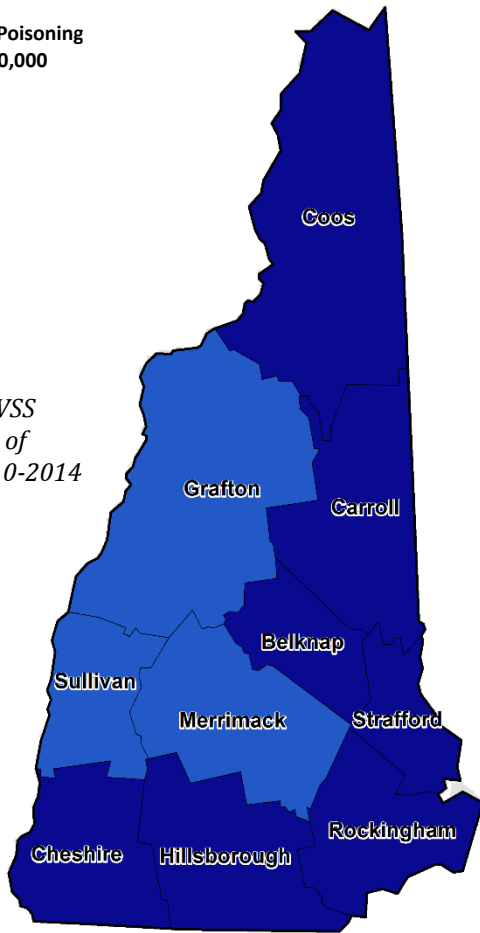 Poisoning
0,000
Coos
VSS
of
0-2014
Grafton
Carroll
Belknap
Sullivan
Merrimack
Strafford
Rockingham
Cheshire
Hillsborough